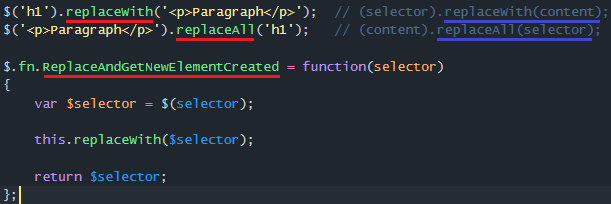 $('h1').replaceWith('<p>Paragraph</p>');  // (selector).replaceWith(content);
$('<p>Paragraph</p>').replaceAll('h1');   // (content).replaceAll(selector);
$.fn.ReplaceAndGetNewElementCreated = function(selector)
{
    var $selector = $(selector);
    this.replaceWith($selector);
    return $selector;
};